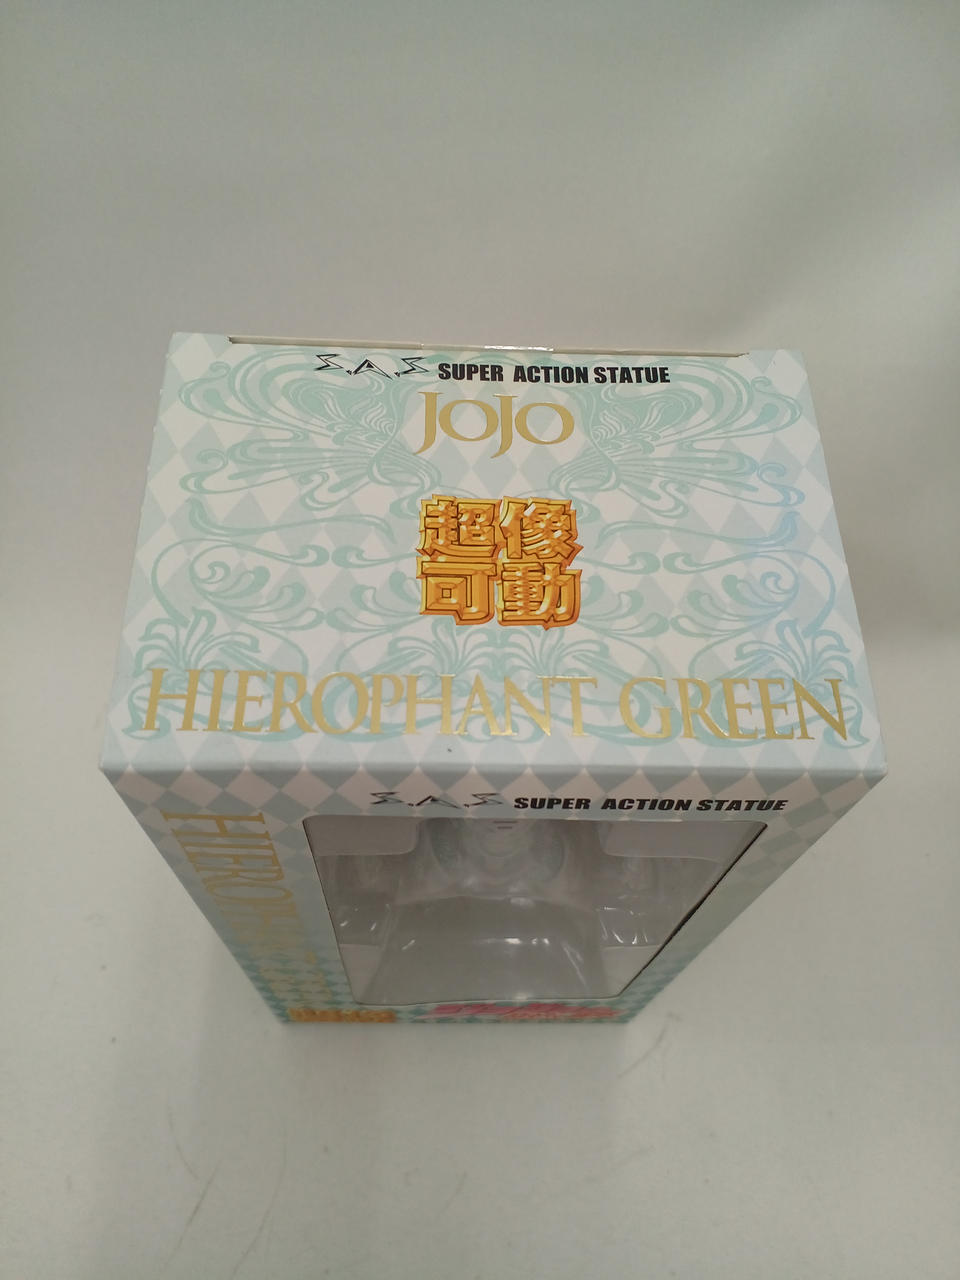 S.A.S SUPER ACTION STATUE
JOJO
超像
可動
HIEROPHANT GREEN
S.A.S SUPER ACTION STATUE